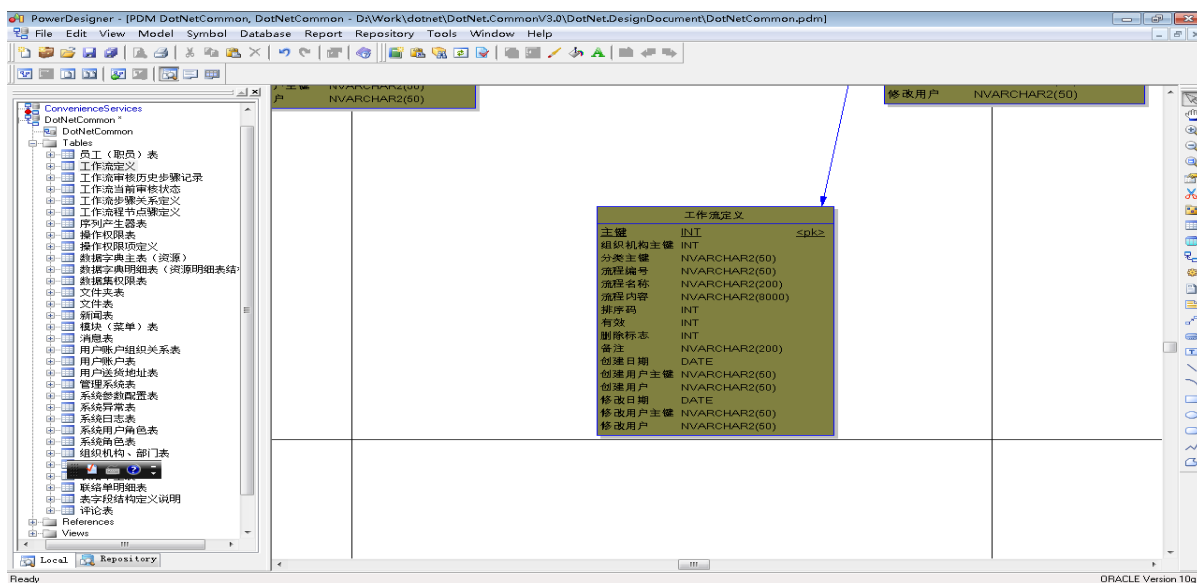 PowerDesigner - [PDM DotNetCommon, DotNetCommon - D:\Work\dotnet\DotNet.CommonV3.0\DotNet.DesignDocument\DotNetCommon.pdm]
File Edit View Model Symbol Database Report Repository Tools Window Help
ConvenienceServices
DotNetCommon *
DotNetCommon
Tables
员工（职员）表
工作流定义
工作流审核历史步骤记录
工作流当前审核状态
工作流步骤关系定义
工作流程节点骤定义
序列产生器表
操作权限表
操作权限项定义
数据字典主表（资源）
数据字典明细表（资源明细表结
数据集权限表
文件夹表
文件表
新闻表
模块（菜单）表
消息表
用户账户组织关系表
用户账户表
用户送货地址表
管理系统表
系统参数配置表
系统异常表
系统日志表
系统用户角色表
系统角色表
组织机构、部门表
联络单明细表
表字段结构定义说明
评论表
References
Views
Local Repository
户主键 NVARCHAR2(50)
户 NVARCHAR2(50)
修改用户 NVARCHAR2(50)
工作流定义
主键 INT <pk>
组织机构主键 INT
分类主键 NVARCHAR2(50)
流程编号 NVARCHAR2(50)
流程名称 NVARCHAR2(200)
流程内容 NVARCHAR2(8000)
排序码 INT
有效 INT
删除标志 INT
备注 NVARCHAR2(200)
创建日期 DATE
创建用户主键 NVARCHAR2(50)
创建用户 NVARCHAR2(50)
修改日期 DATE
修改用户主键 NVARCHAR2(50)
修改用户 NVARCHAR2(50)
Ready
ORACLE Version 10g